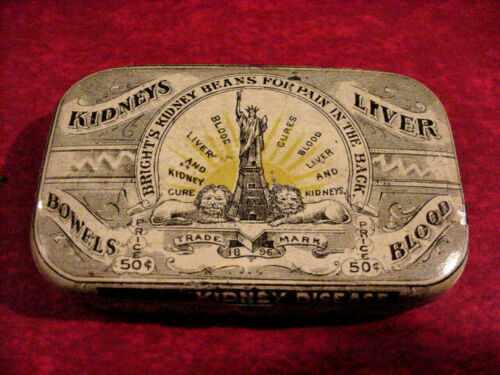 KIDNEYS
LIVER
BRIGHT'S KIDNEY BEANS FOR PAIN IN THE BACK.
BLOOD
LIVER
AND
KIDNEY
CURE
CURES
BLOOD
LIVER
AND
KIDNEYS.
BOWELS
BLOOD
PRICE
50¢
TRADE MARK
1896
PRICE
50¢
KIDNEY DISEASE